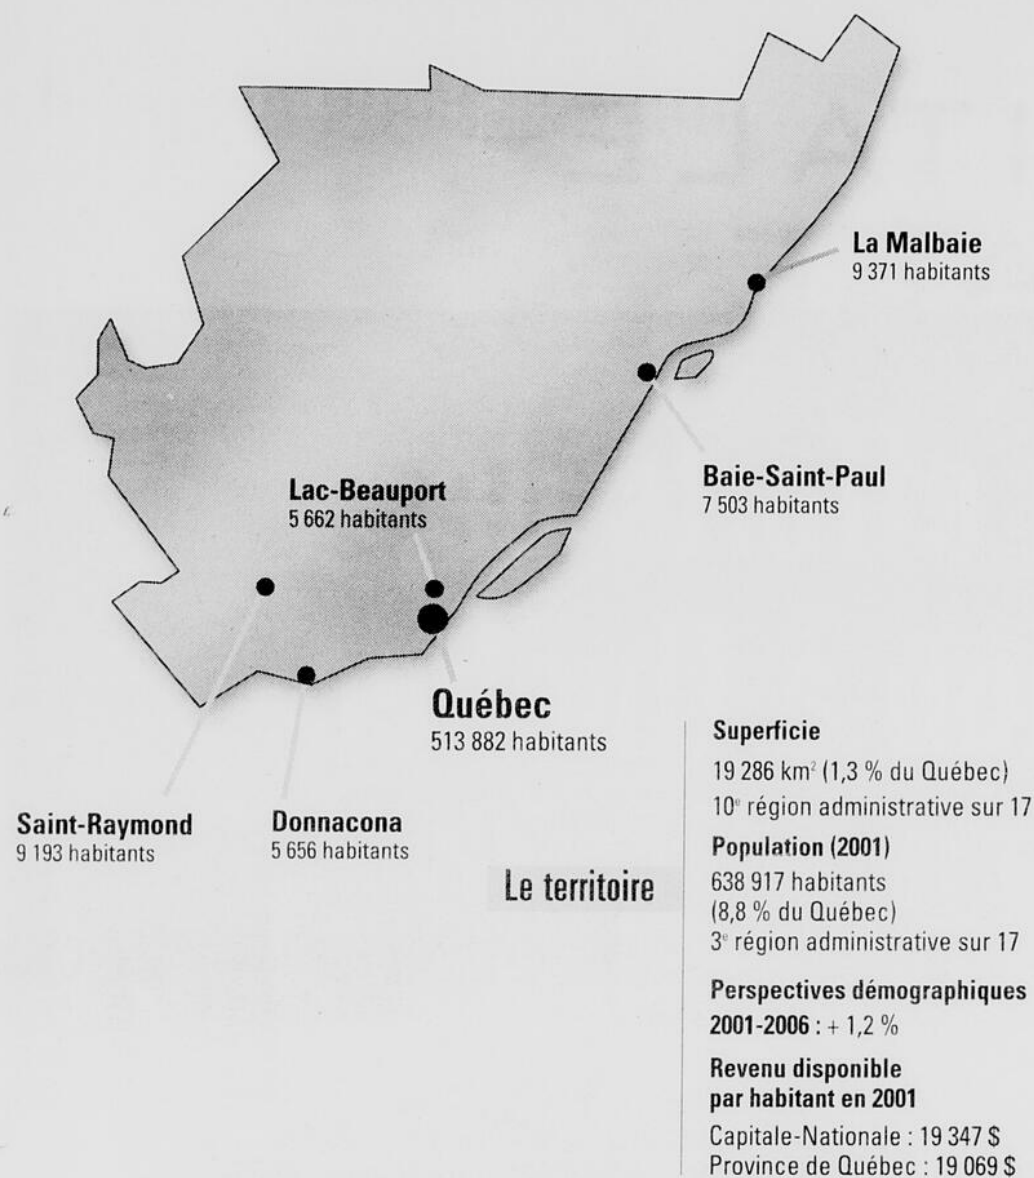 La Malbaie
9 371 habitants
Baie-Saint-Paul
7 503 habitants
Lac-Beauport
5 662 habitants
Québec
513 882 habitants
Saint-Raymond
9 193 habitants
Donnacona
5 656 habitants
Le territoire
Superficie
19 286 km² (1,3 % du Québec)
10e région administrative sur 17
Population (2001)
638 917 habitants
(8,8 % du Québec)
3e région administrative sur 17
Perspectives démographiques
2001-2006 : + 1,2 %
Revenu disponible
par habitant en 2001
Capitale-Nationale : 19 347 $
Province de Québec : 19 069 $